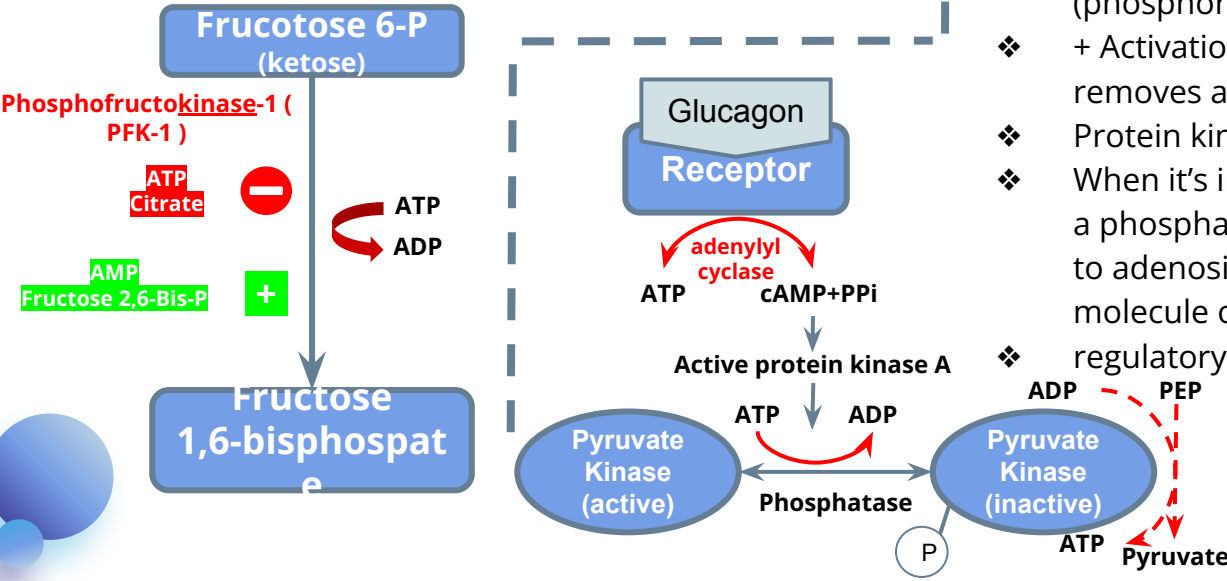 Frucotose 6-P
(ketose)
Phosphofructokinase-1 (
PFK-1 )
ATP
Citrate
ATP
ADP
AMP
Fructose 2,6-Bis-P
+
Fructose
1,6-bisphospat
e
Glucagon
Receptor
adenylyl
cyclase
ATP
cAMP+PPi
Active protein kinase A
ATP
ADP
Pyruvate
Kinase
(active)
Phosphatase
Pyruvate
Kinase
(inactive)
P
ADP
PEP
ATP
Pyruvate
(phosphor
❖ + Activatio
removes a
❖ Protein kin
❖ When it's i
a phospha
to adenosi
molecule o
❖ regulatory